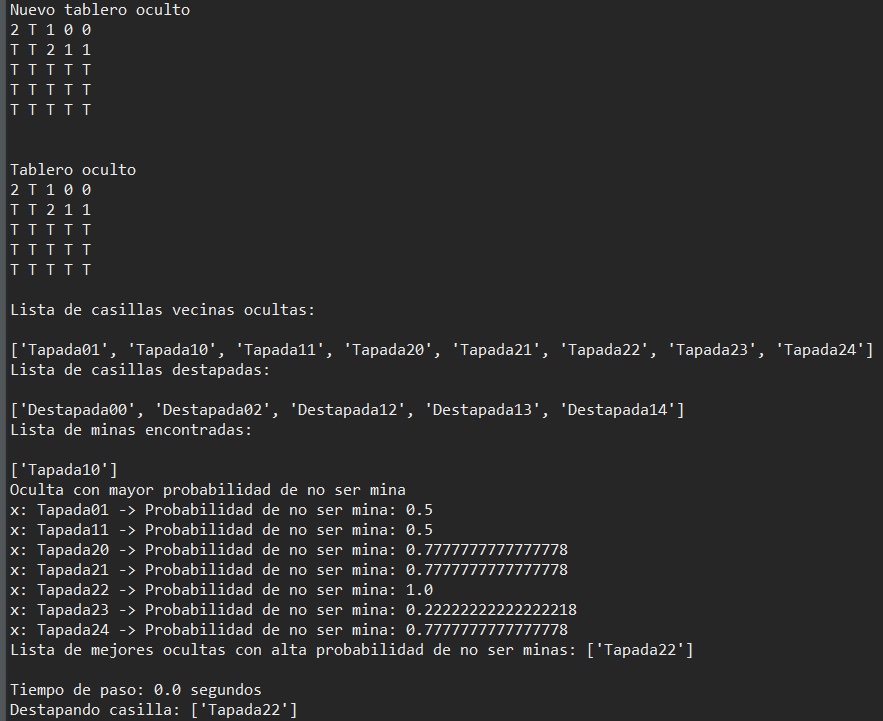 Nuevo tablero oculto
2 T 1 0 0
T T 2 1 1
T T T T T
T T T T T
T T T T T
Tablero oculto
2 T 1 0 0
T T 2 1 1
T T T T T
T T T T T
T T T T T
Lista de casillas vecinas ocultas:
['Tapada01', 'Tapada10', 'Tapada11', 'Tapada20', 'Tapada21', 'Tapada22', 'Tapada23', 'Tapada24']
Lista de casillas destapadas:
['Destapada00', 'Destapada02', 'Destapada12', 'Destapada13', 'Destapada14']
Lista de minas encontradas:
['Tapada10']
Oculta con mayor probabilidad de no ser mina
x: Tapada01 -> Probabilidad de no ser mina: 0.5
x: Tapada11 -> Probabilidad de no ser mina: 0.5
x: Tapada20 -> Probabilidad de no ser mina: 0.7777777777777778
x: Tapada21 -> Probabilidad de no ser mina: 0.7777777777777778
x: Tapada22 -> Probabilidad de no ser mina: 1.0
x: Tapada23 -> Probabilidad de no ser mina: 0.22222222222222218
x: Tapada24 -> Probabilidad de no ser mina: 0.7777777777777778
Lista de mejores ocultas con alta probabilidad de no ser minas: ['Tapada22']
Tiempo de paso: 0.0 segundos
Destapando casilla: ['Tapada22']